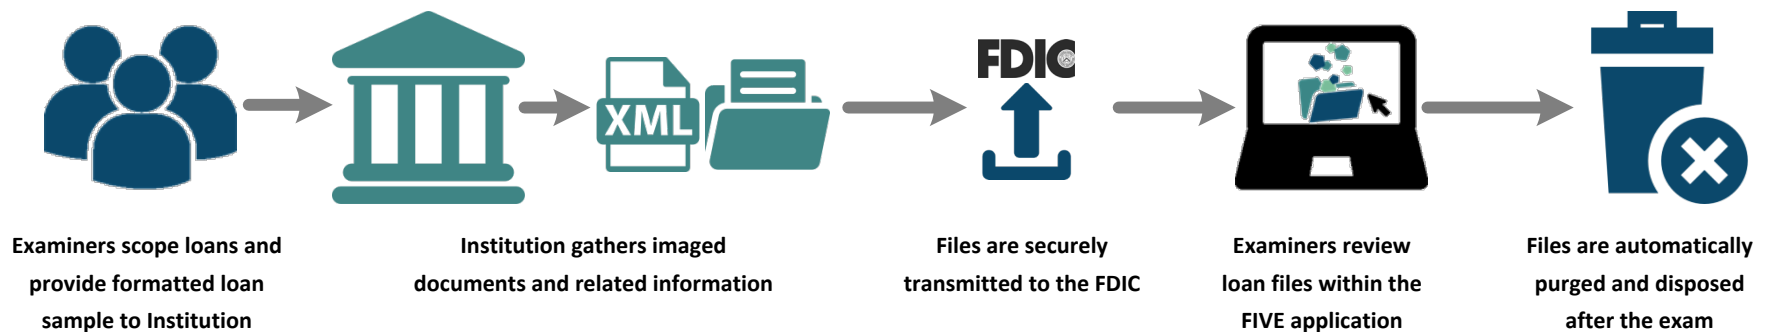 FDIC
XML
Examiners scope loans and
provide formatted loan
sample to Institution
Institution gathers imaged
documents and related information
Files are securely
transmitted to the FDIC
Examiners review
loan files within the
FIVE application
Files are automatically
purged and disposed
after the exam